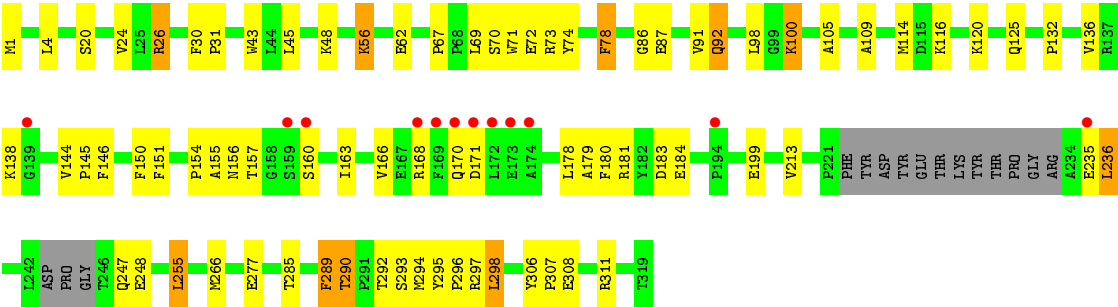 M1 L4 S20 V24 L25 R26 F30 P31 W43 L44 L45 K48 K56 E62 P67 P68 L69 S70 W71 E72 R73 Y74 F78 G86 E87 V91 Q92 L98 G99 K100 A105 A109 M114 D115 K116 K120 Q125 P132 V136 R137
K138 G139 V144 P145 F146 F150 F151 P154 A155 N156 T157 G158 S159 S160 I163 V166 E167 R168 F169 Q170 D171 L172 E173 A174 L178 A179 F180 R181 Y182 D183 E184 P194 E199 V213 P221 PHE TYR ASP TYR GLU THR LYS TYR THR PRO GLY ARG A234 E235 L236
L242 ASP PRO GLY T246 Q247 E248 L255 M266 E277 T285 F289 T290 P291 T292 S293 M294 Y295 P296 R297 L298 Y306 P307 E308 R311 T319